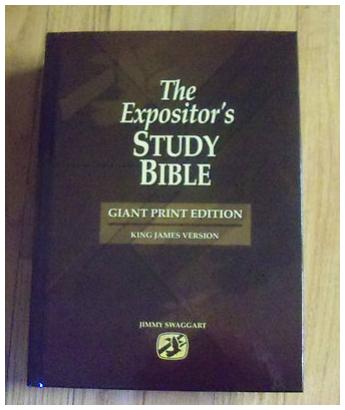 The
Expositor's
STUDY
BIBLE
GIANT PRINT EDITION
KING JAMES VERSION
JIMMY SWAGGART